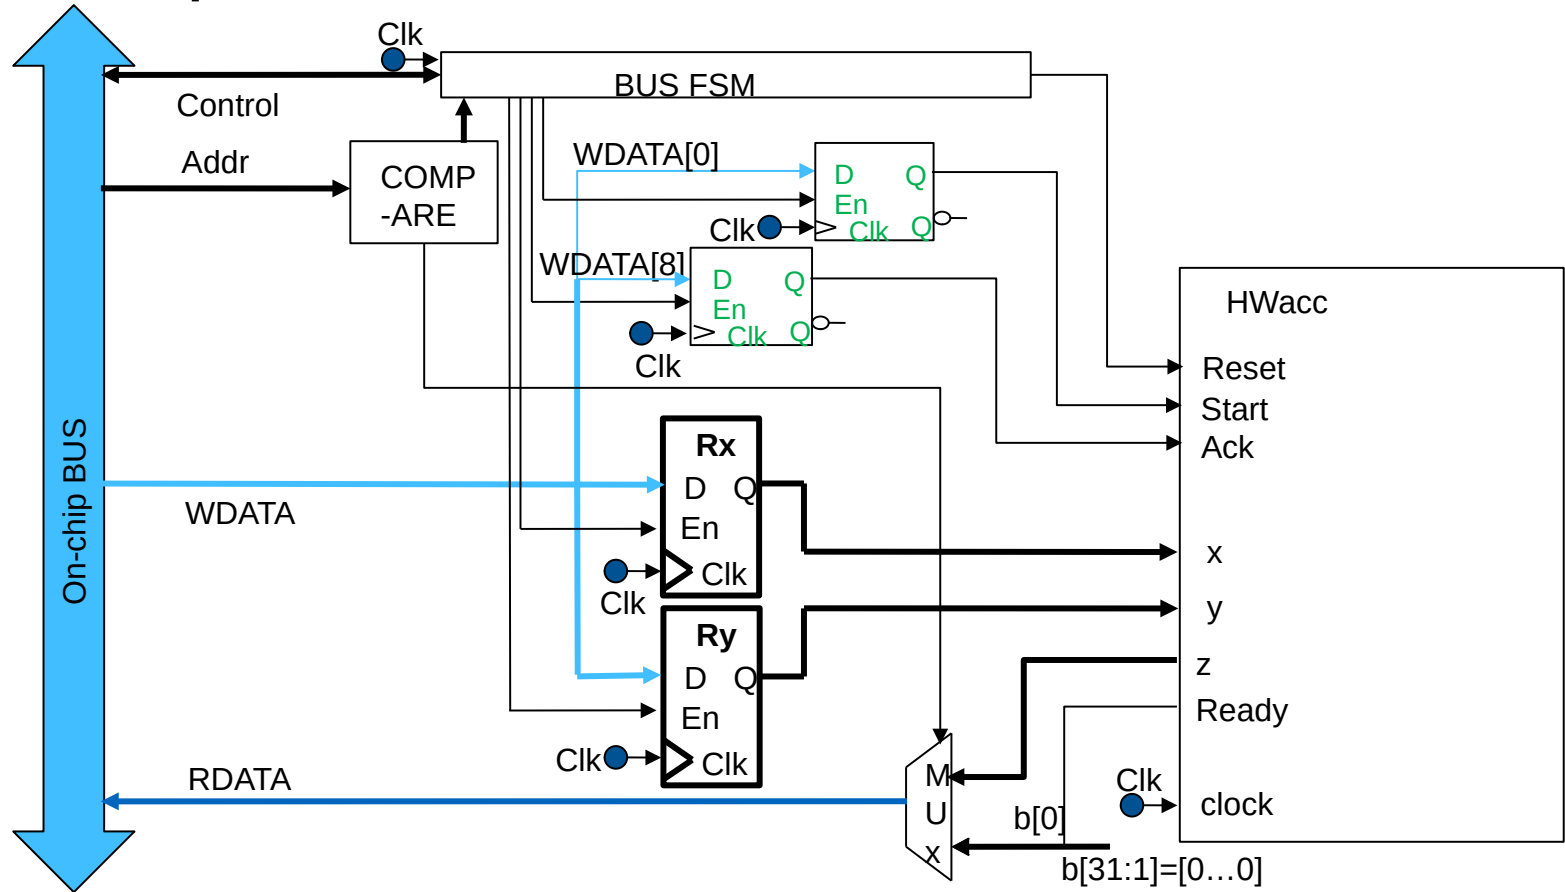 Clk
BUS FSM
Control
Addr
COMP
-ARE
WDATA[0]
D Q
En
Clk
Clk Q
WDATA[8]
D Q
En
Clk Q
Clk
HWacc
Reset
Start
Ack
On-chip BUS
WDATA
Rx
D Q
En
Clk
Clk
x
y
Ry
D Q
En
Clk
Clk
z
Ready
RDATA
M
U
x
Clk
clock
b[0]
b[31:1]=[0…0]